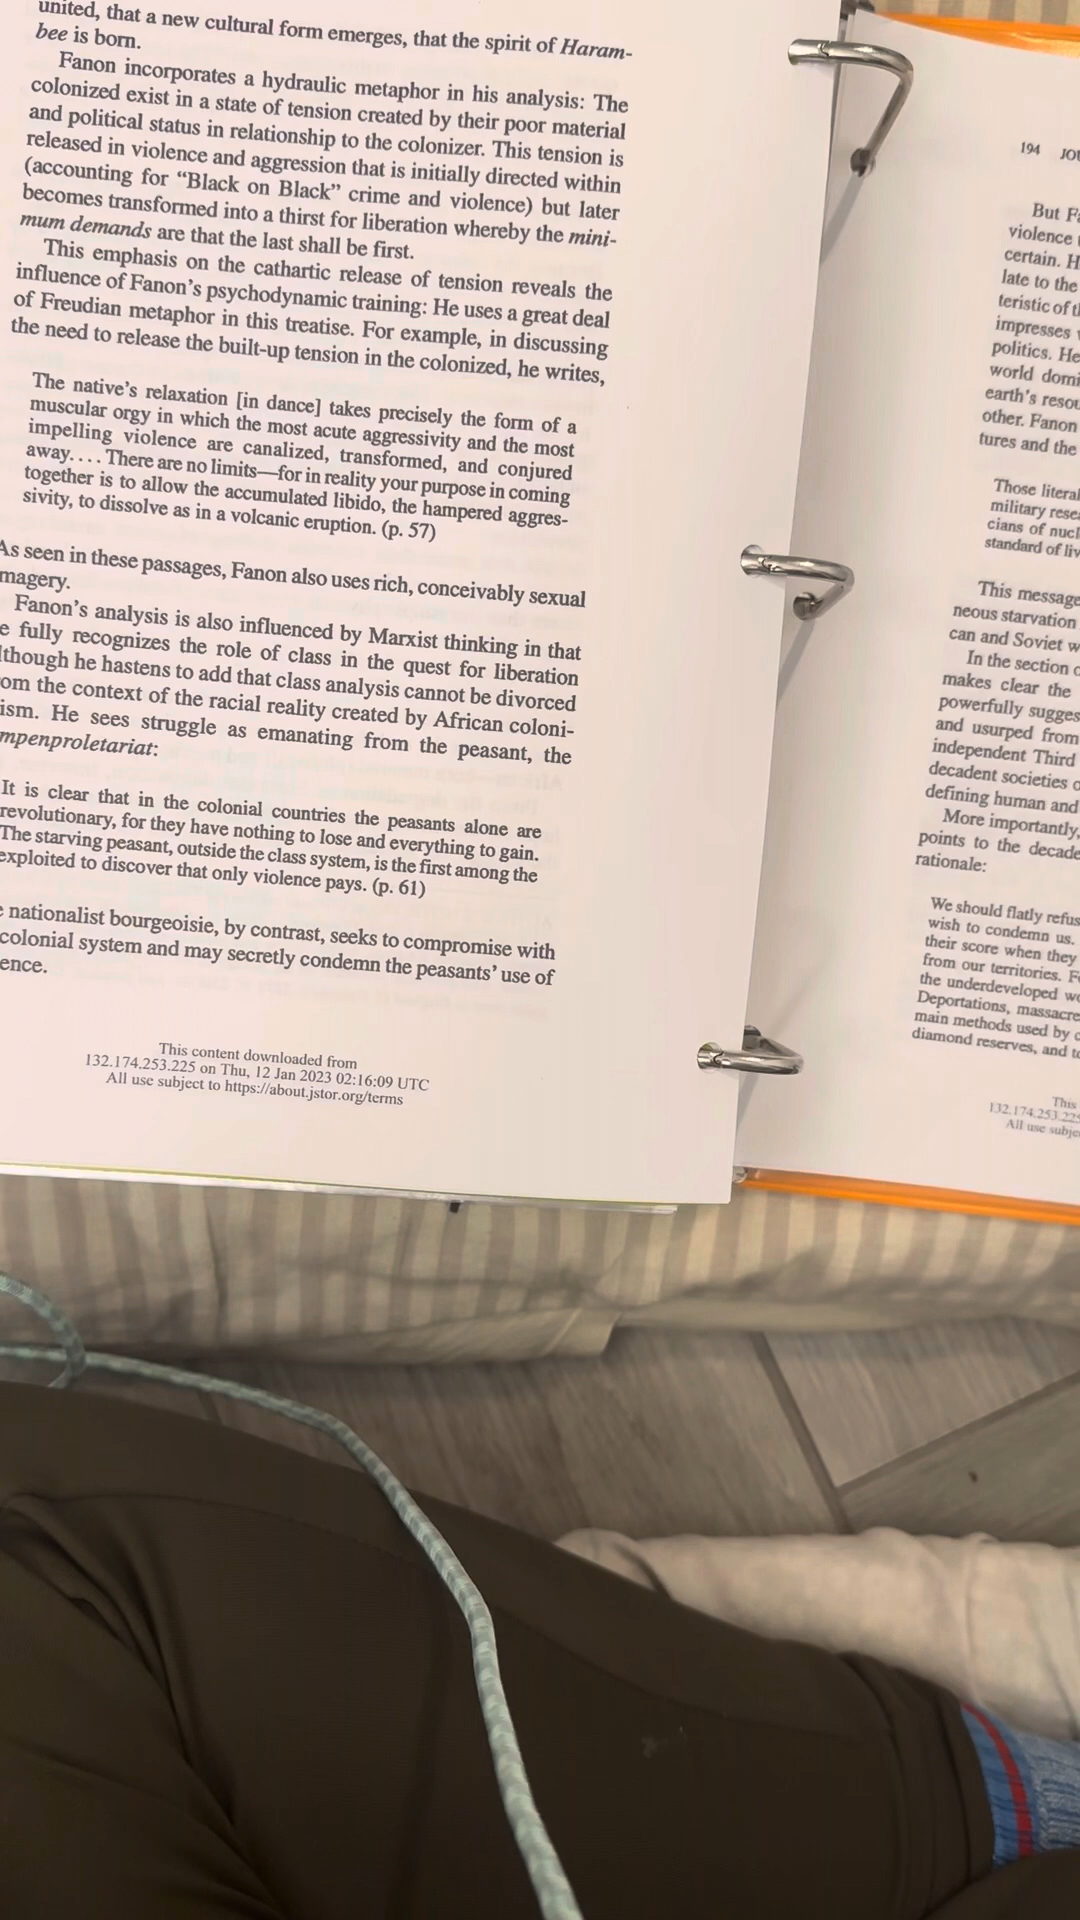 united, that a new cultural form emerges, that the spirit of Haram-
bee is born.
Fanon incorporates a hydraulic metaphor in his analysis: The
colonized exist in a state of tension created by their poor material
and political status in relationship to the colonizer. This tension is
released in violence and aggression that is initially directed within
(accounting for “Black on Black” crime and violence) but later
becomes transformed into a thirst for liberation whereby the mini-
mum demands are that the last shall be first.
This emphasis on the cathartic release of tension reveals the
influence of Fanon’s psychodynamic training: He uses a great deal
of Freudian metaphor in this treatise. For example, in discussing
the need to release the built-up tension in the colonized, he writes,
The native’s relaxation [in dance] takes precisely the form of a
muscular orgy in which the most acute aggressivity and the most
impelling violence are canalized, transformed, and conjured
away. . . . There are no limits—for in reality your purpose in coming
together is to allow the accumulated libido, the hampered aggres-
sivity, to dissolve as in a volcanic eruption. (p. 57)
As seen in these passages, Fanon also uses rich, conceivably sexual
magery.
Fanon’s analysis is also influenced by Marxist thinking in that
e fully recognizes the role of class in the quest for liberation
lthough he hastens to add that class analysis cannot be divorced
om the context of the racial reality created by African coloni-
ism. He sees struggle as emanating from the peasant, the
mpenproletariat:
It is clear that in the colonial countries the peasants alone are
revolutionary, for they have nothing to lose and everything to gain.
The starving peasant, outside the class system, is the first among the
exploited to discover that only violence pays. (p. 61)
e nationalist bourgeoisie, by contrast, seeks to compromise with
colonial system and may secretly condemn the peasants’ use of
ence.
This content downloaded from
132.174.253.225 on Thu, 12 Jan 2023 02:16:09 UTC
All use subject to https://about.jstor.org/terms
194 JOU
But Fa
violence
certain. H
late to the
teristic of t
impresses
politics. He
world domi
earth’s resou
other. Fanon
tures and the
Those literal
military rese
cians of nucl
standard of liv
This message
neous starvation
can and Soviet w
In the section
makes clear the
powerfully sugges
and usurped from
independent Third
decadent societies
defining human and
More importantly,
points to the decade
rationale:
We should flatly refus
wish to condemn us.
their score when they
from our territories. F
the underdeveloped wo
Deportations, massacre
main methods used by c
diamond reserves, and to
This
132.174.253.225
All use subje